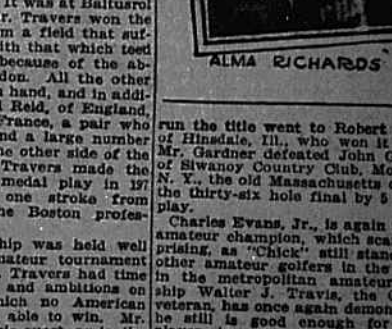 It was at Baltusrol
r. Travers won the
m a field that suf-
ith that which teed
because of the ab-
don. All the other
hand, and in addi-
Reid, of England,
France, a pair who
nd a large number
e other side of the
Travers made the
medal play in 197
one stroke from
he Boston profes-
hip was held well
ateur tournament
Travers had time
and ambitions on
hich no American
able to win. Mr.
ALMA RICHARDS
run the title went to Robert
of Hinsdale, Ill., who won it
Mr. Gardner defeated John
of Siwanoy Country Club, Mo
N. Y., the old Massachusetts
the thirty-six hole final by 5
play.
Charles Evans, Jr., is again
amateur champion, which
prising, as "Chick" still stan
other amateur golfers in the
in the metropolitan amateur
ship Walter J. Travis, the
veteran, has once again demo
he still is good enough for